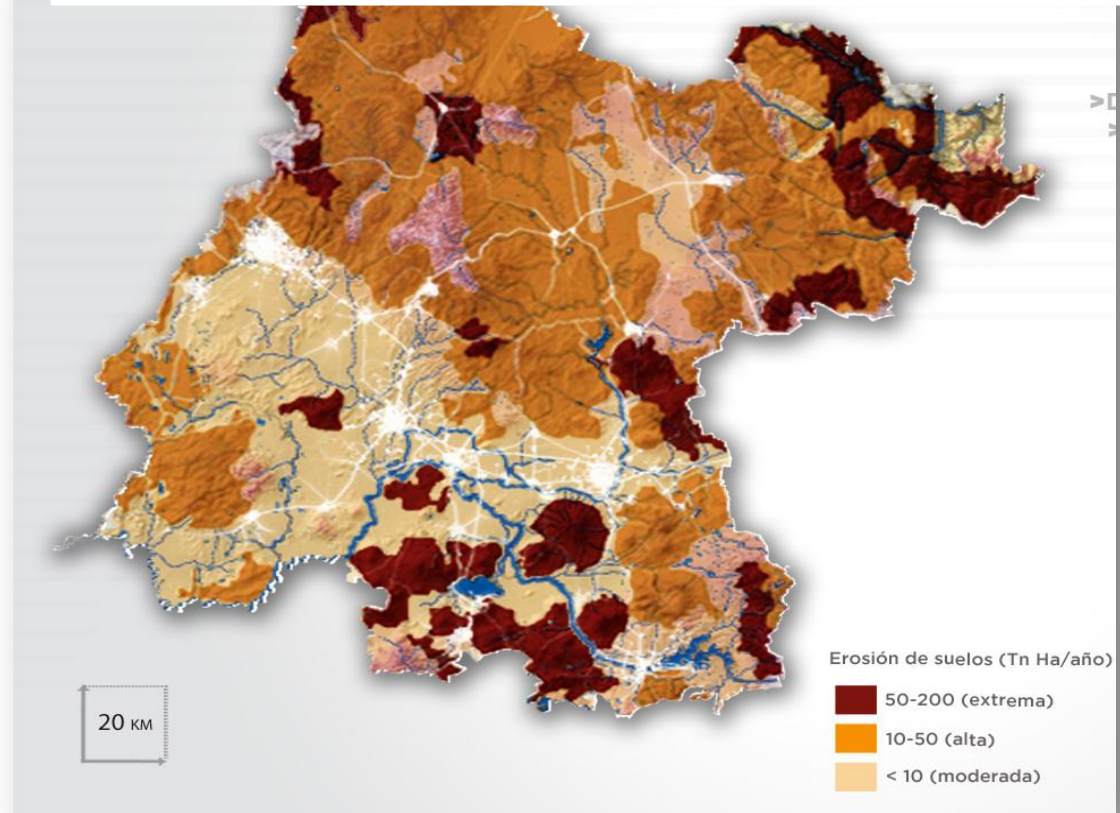 Erosión de suelos (Tn Ha/año)
50-200 (extrema)
10-50 (alta)
< 10 (moderada)
20 KM